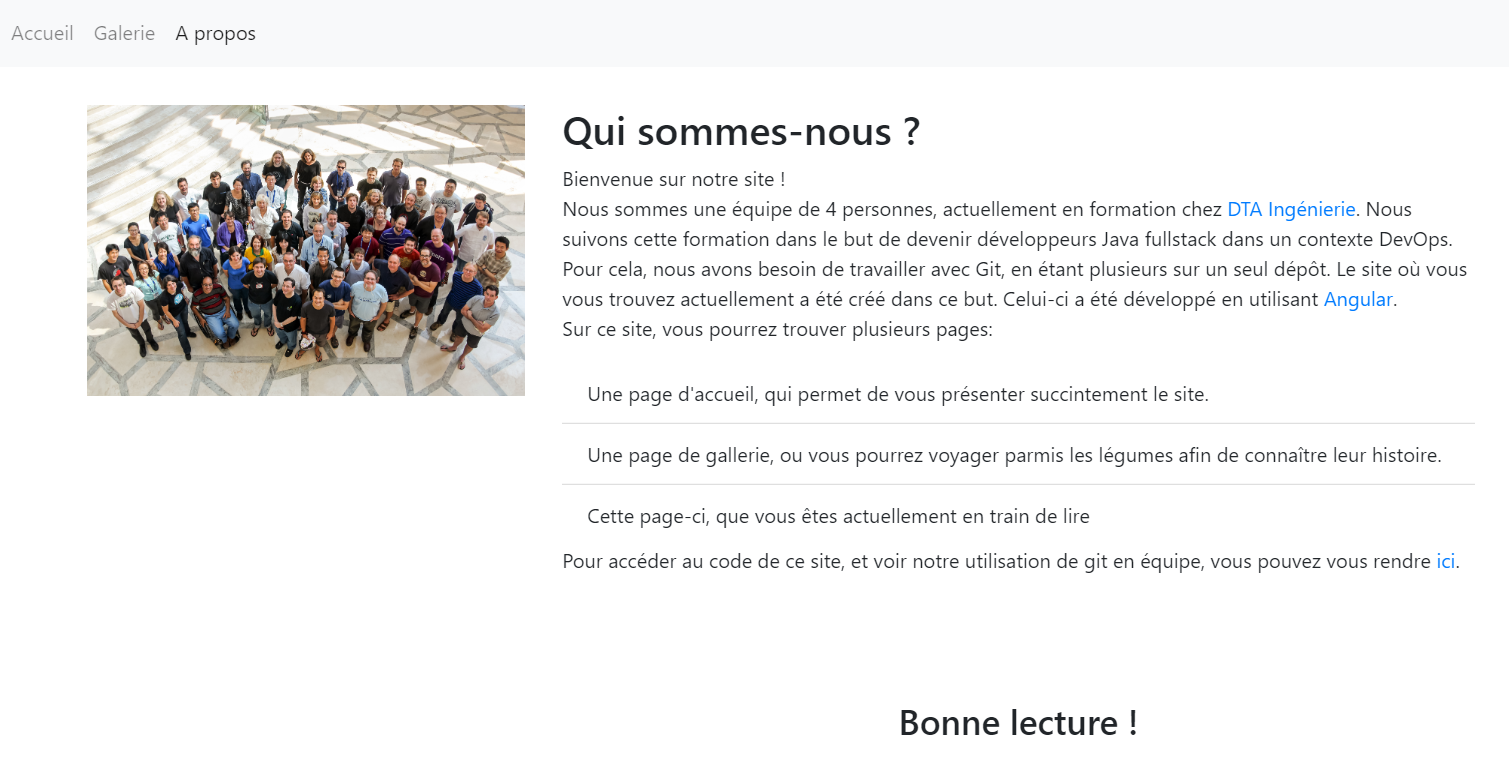 Accueil Galerie A propos
Qui sommes-nous ?
Bienvenue sur notre site !
Nous sommes une équipe de 4 personnes, actuellement en formation chez DTA Ingénierie. Nous
suivons cette formation dans le but de devenir développeurs Java fullstack dans un contexte DevOps.
Pour cela, nous avons besoin de travailler avec Git, en étant plusieurs sur un seul dépôt. Le site où vous
vous trouvez actuellement a été créé dans ce but. Celui-ci a été développé en utilisant Angular.
Sur ce site, vous pourrez trouver plusieurs pages:
Une page d'accueil, qui permet de vous présenter succintement le site.
Une page de gallerie, ou vous pourrez voyager parmis les légumes afin de connaître leur histoire.
Cette page-ci, que vous êtes actuellement en train de lire
Pour accéder au code de ce site, et voir notre utilisation de git en équipe, vous pouvez vous rendre ici.
Bonne lecture !